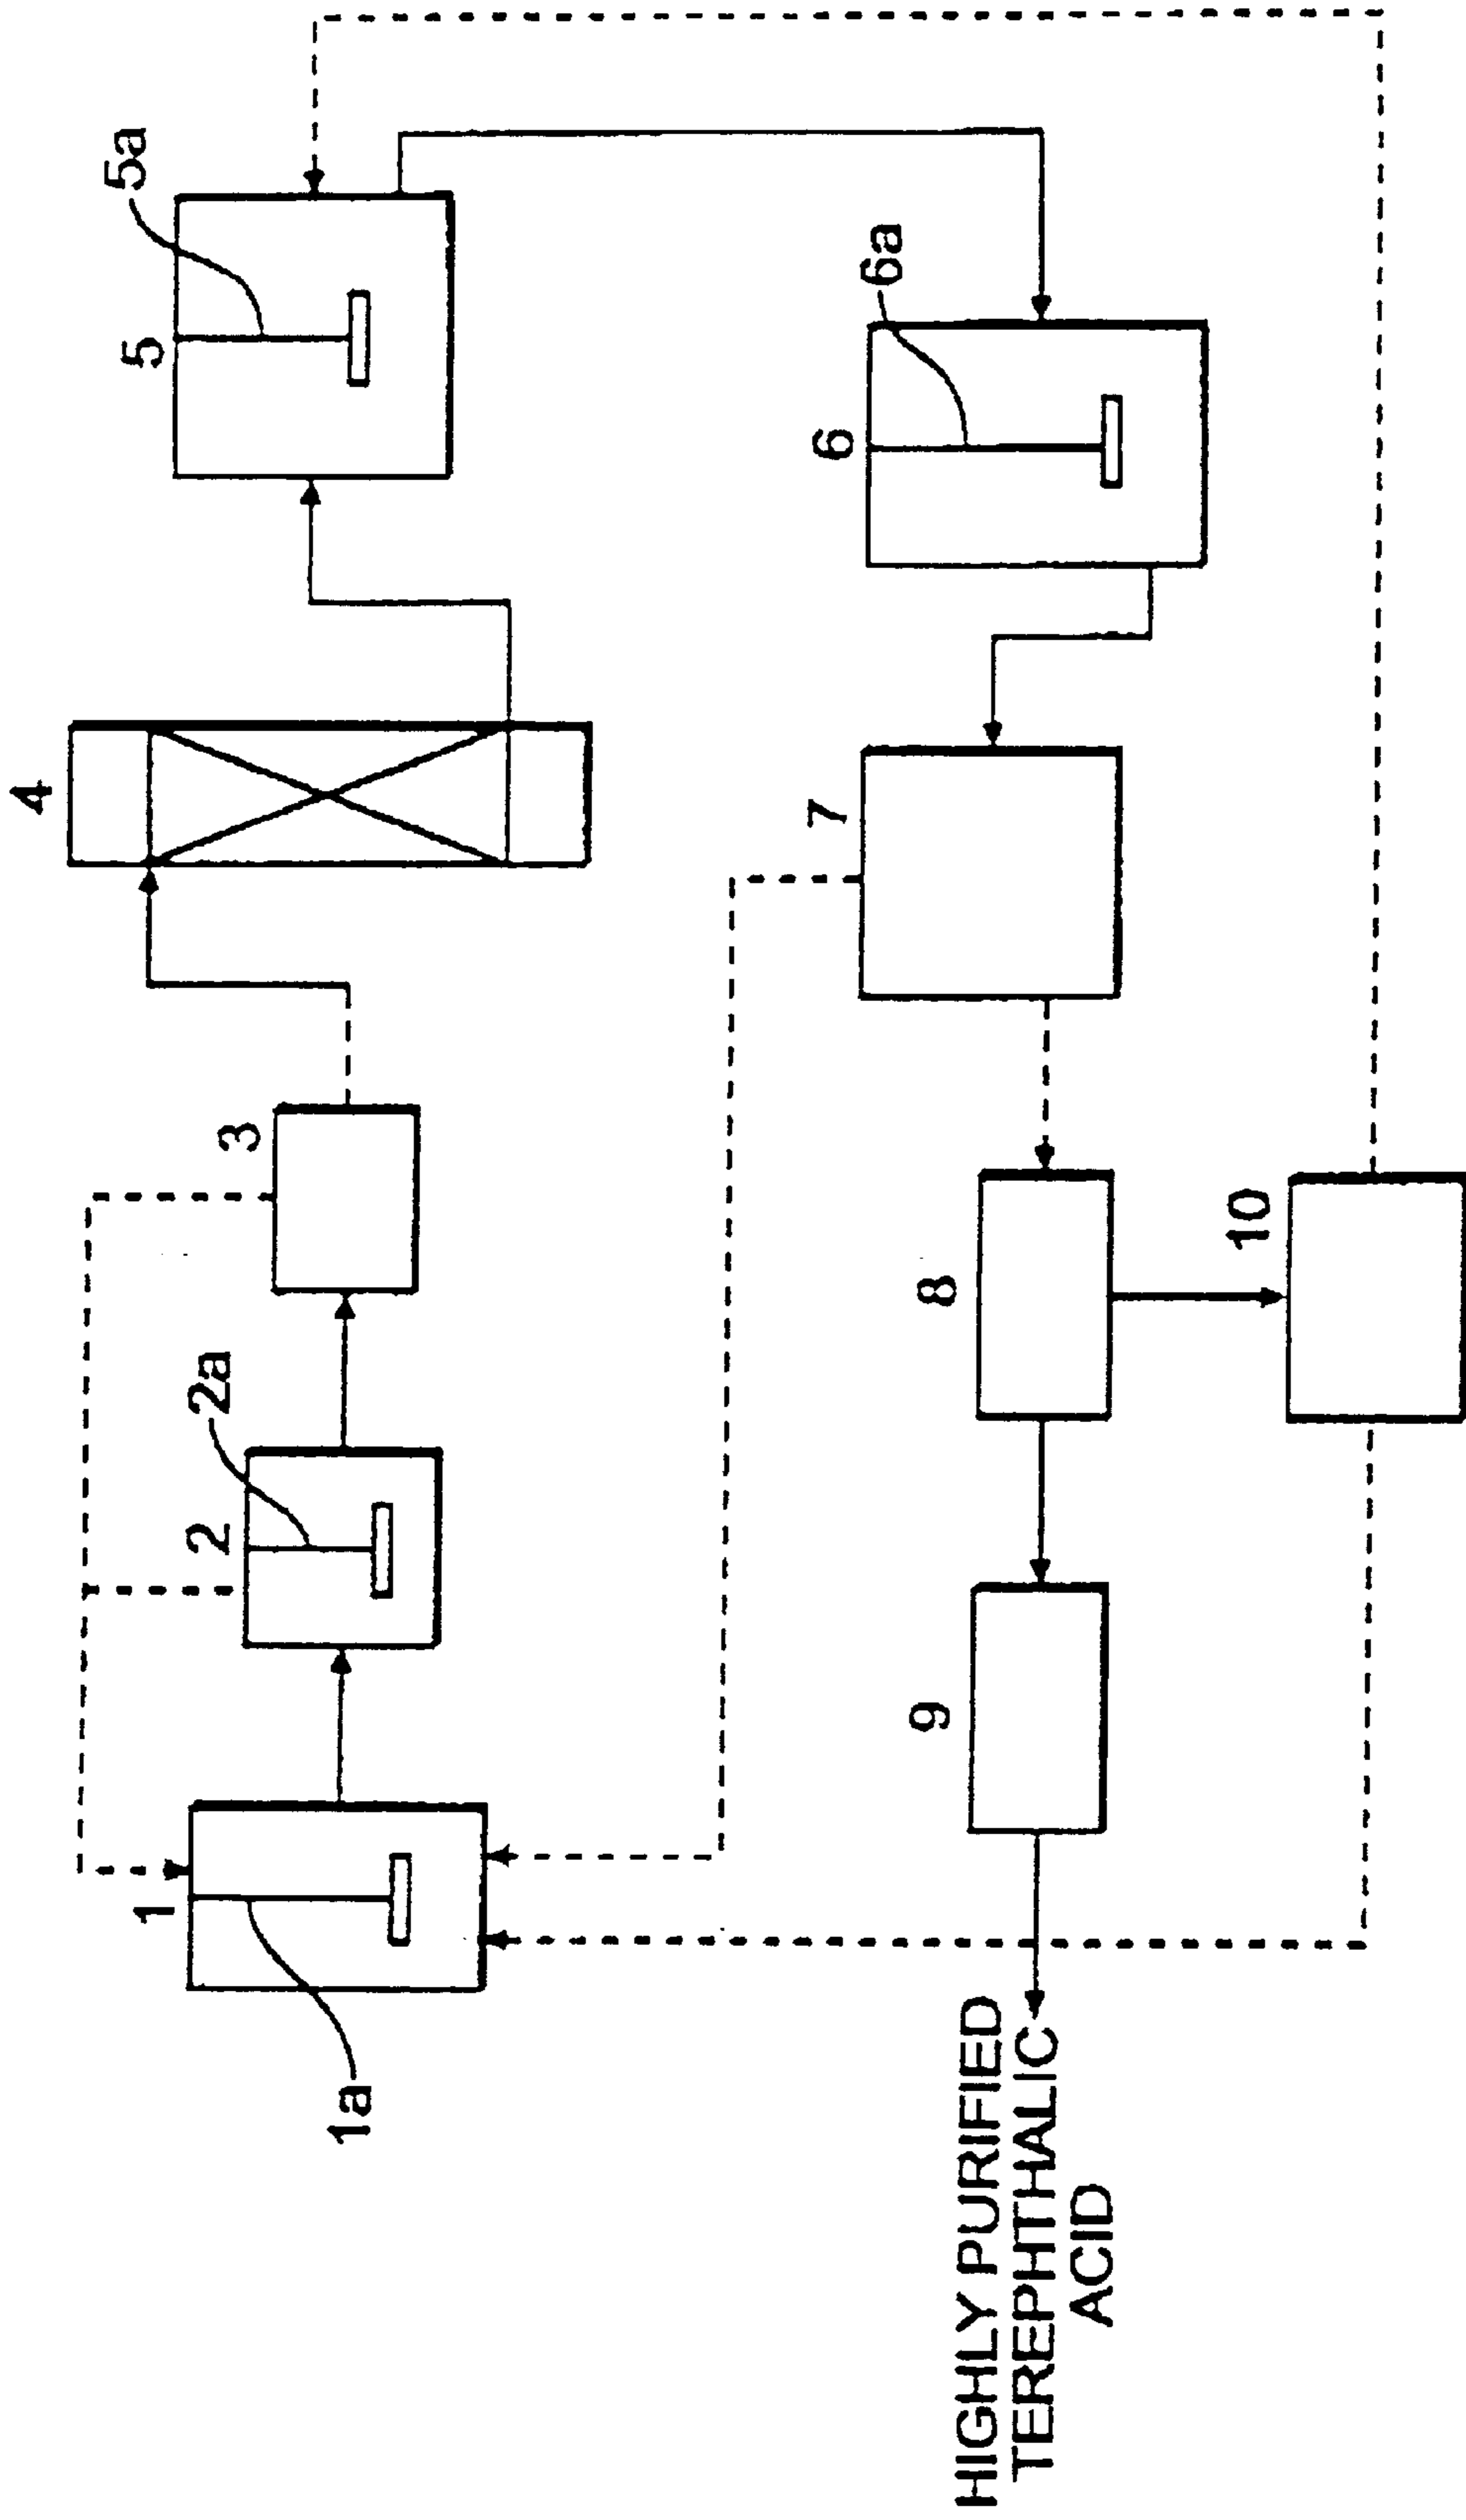 4
5
5a
3
2
2a
1
1a
7
6
6a
8
9
10
HIGHLY PURIFIED
TEREPHTHALIC
ACID